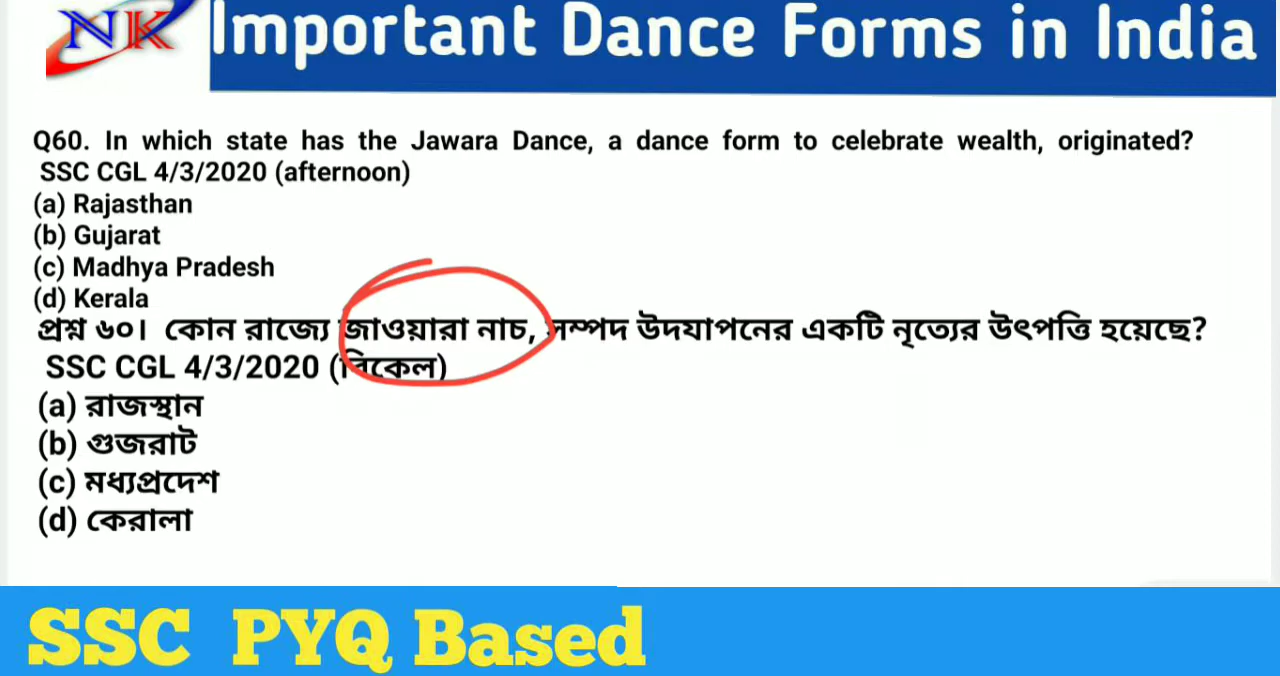 NK Important Dance Forms in India
Q60. In which state has the Jawara Dance, a dance form to celebrate wealth, originated?
SSC CGL 4/3/2020 (afternoon)
(a) Rajasthan
(b) Gujarat
(c) Madhya Pradesh
(d) Kerala
প্রশ্ন ৬০। কোন রাজ্যে জাওয়ারা নাচ, সম্পদ উদযাপনের একটি নৃত্যের উৎপত্তি হয়েছে?
SSC CGL 4/3/2020 (বিকেল)
(a) রাজস্থান
(b) গুজরাট
(c) মধ্যপ্রদেশ
(d) কেরালা
SSC PYQ Based